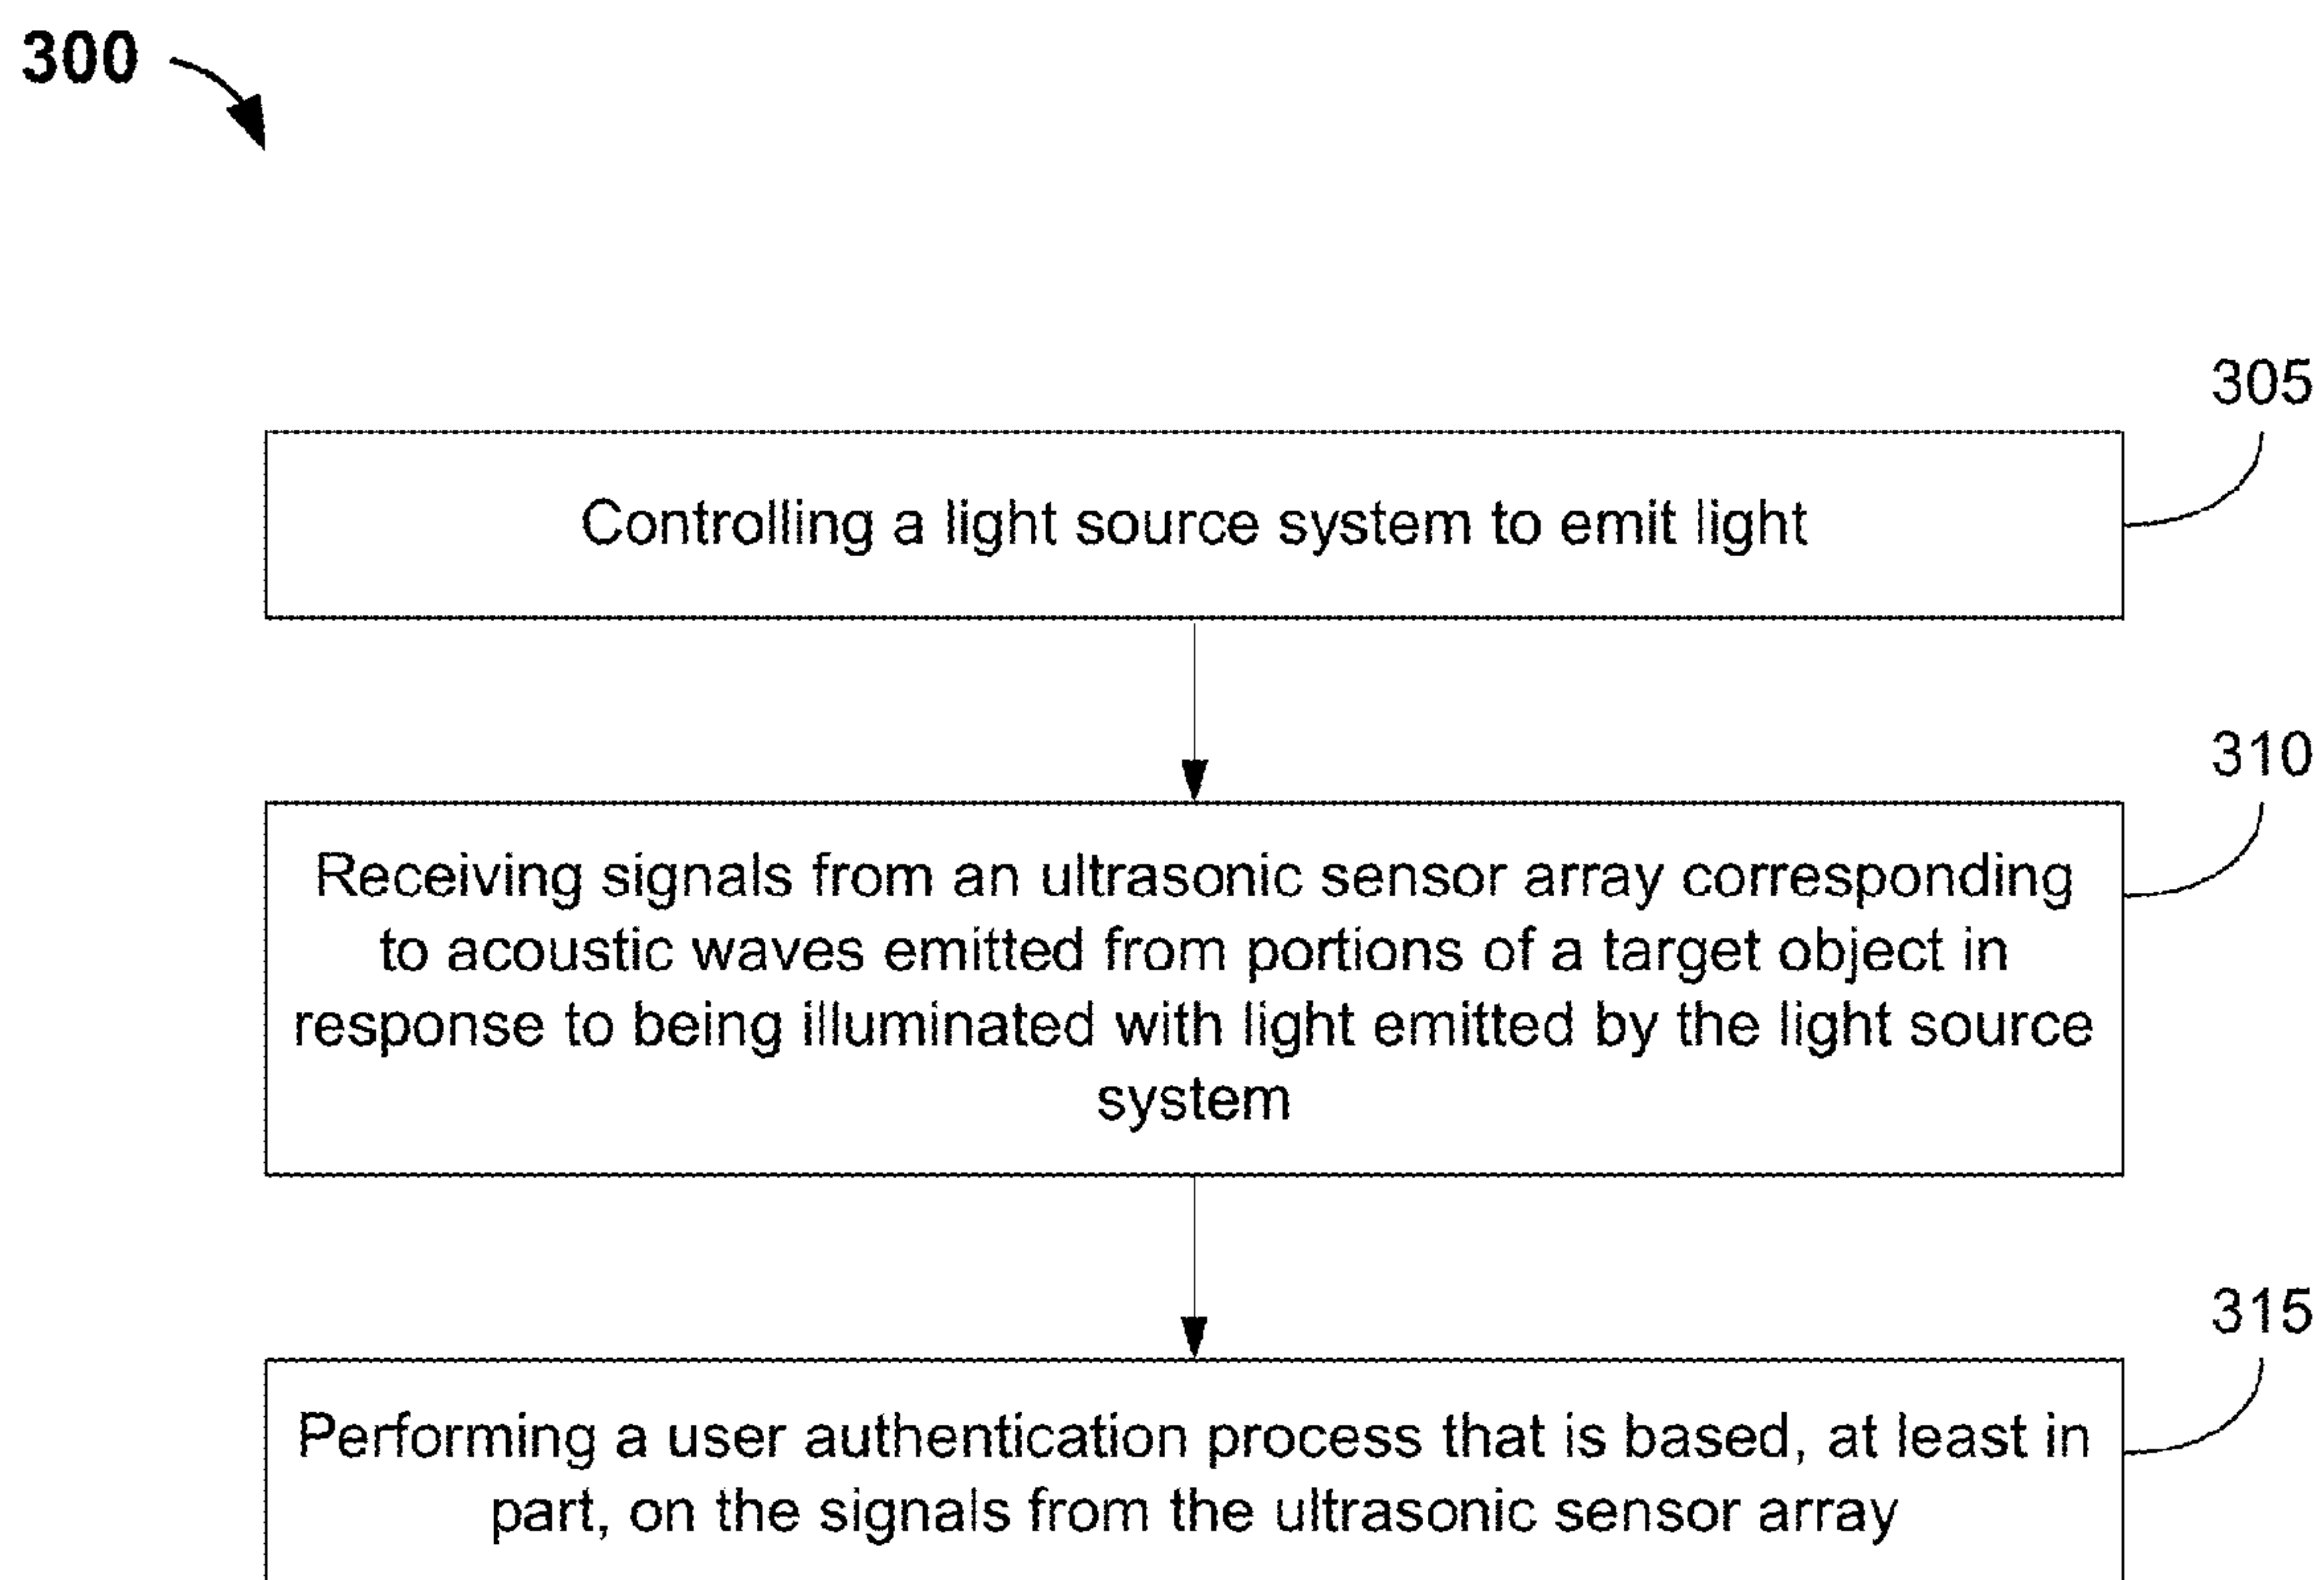 300
305
Controlling a light source system to emit light
310
Receiving signals from an ultrasonic sensor array corresponding
to acoustic waves emitted from portions of a target object in
response to being illuminated with light emitted by the light source
system
315
Performing a user authentication process that is based, at least in
part, on the signals from the ultrasonic sensor array